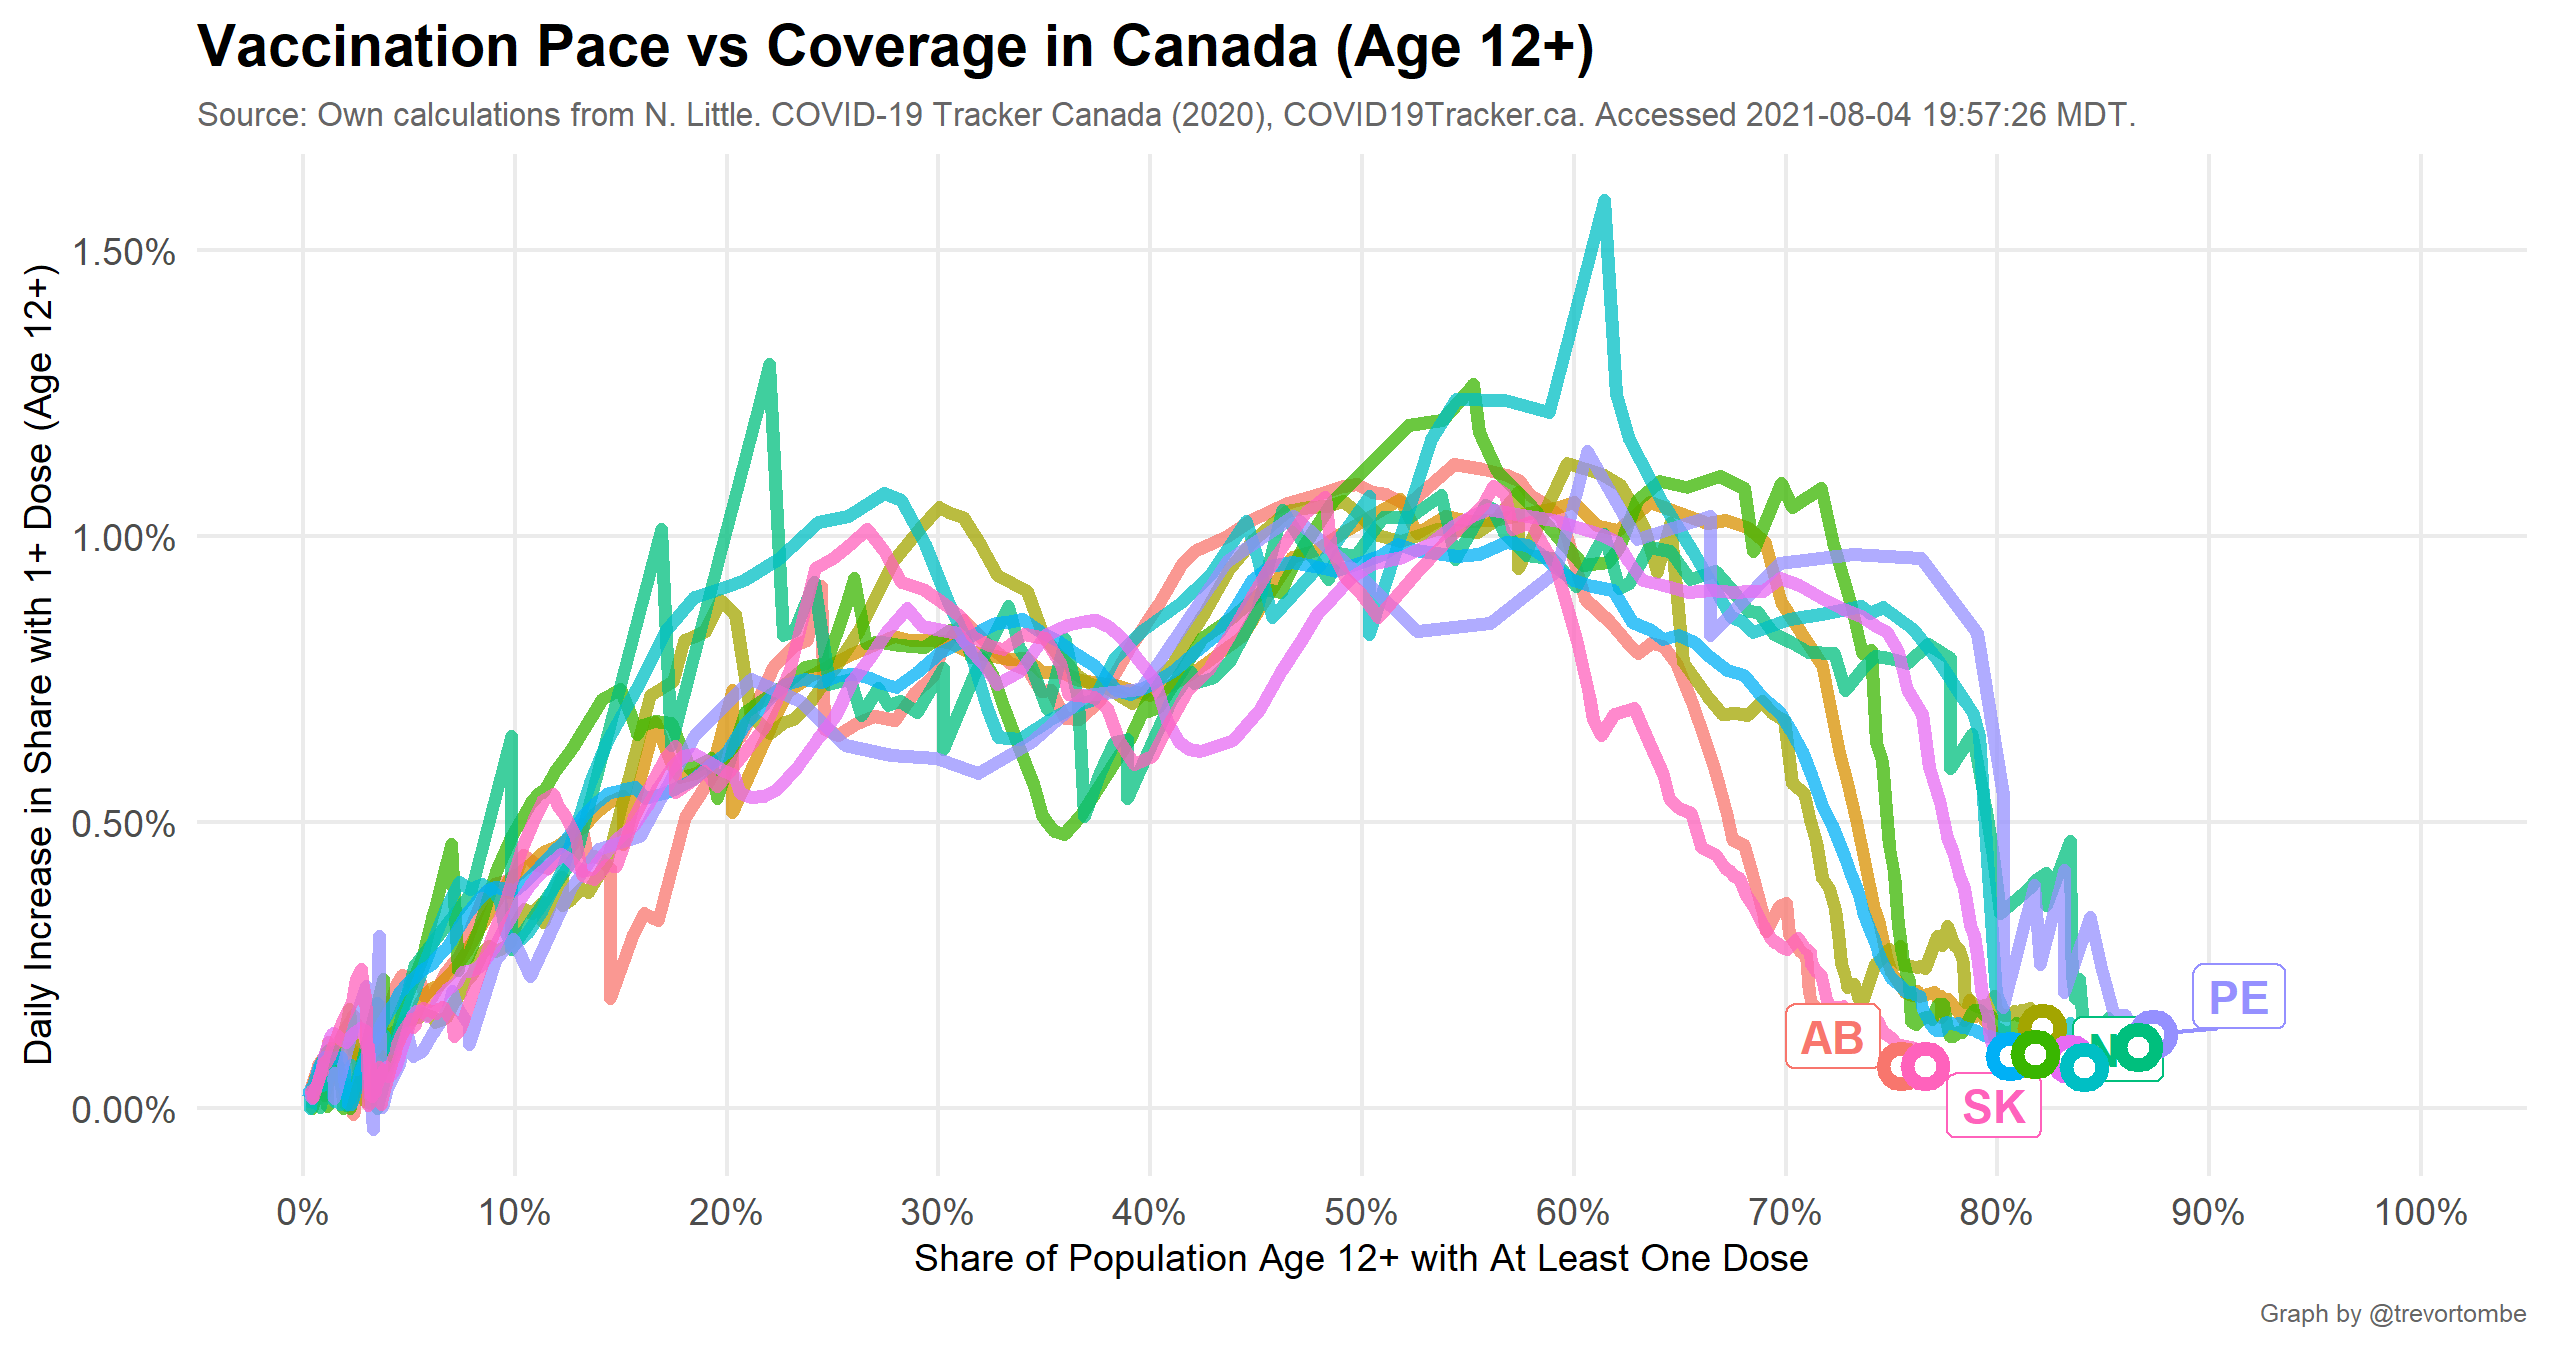 Vaccination Pace vs Coverage in Canada (Age 12+)
Source: Own calculations from N. Little. COVID-19 Tracker Canada (2020), COVID19Tracker.ca. Accessed 2021-08-04 19:57:26 MDT.
Daily Increase in Share with 1+ Dose (Age 12+)
1.50%
1.00%
0.50%
0.00%
PE
AB
SK
0% 10% 20% 30% 40% 50% 60% 70% 80% 90% 100%
Share of Population Age 12+ with At Least One Dose
Graph by @trevortombe